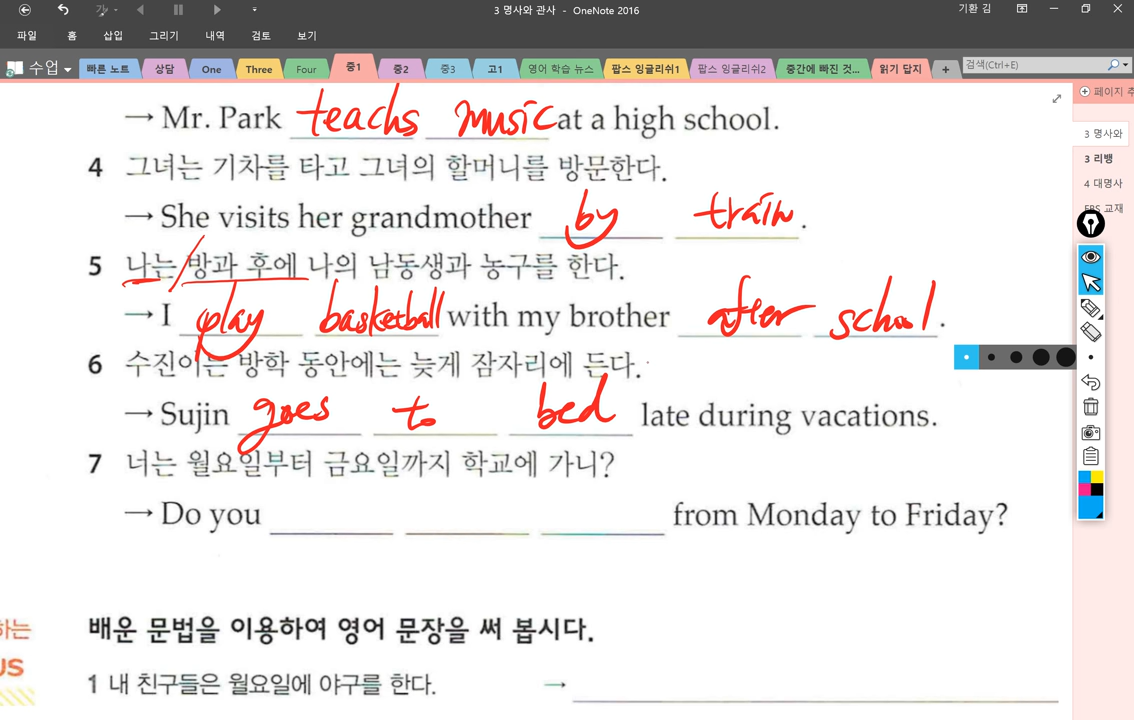 3 명사와 관사 - OneNote 2016
기환 김
파일 홈 삽입 그리기 내역 검토 보기
수업 빠른 노트 상담 One Three Four 중1 중2 중3 고1 영어 학습 뉴스 팝스 잉글리쉬1 팝스 잉글리쉬2 중간에 빠진 것... 읽기 답지 + 검색(Ctrl+E)
페이지 추
3 명사와
3 리뱅
4 대명사
EBS 교재
→ Mr. Park teachs music at a high school.
4 그녀는 기차를 타고 그녀의 할머니를 방문한다.
→ She visits her grandmother by train.
5 나는 / 방과 후에 나의 남동생과 농구를 한다.
→ I play basketball with my brother after school.
6 수진이는 방학 동안에는 늦게 잠자리에 든다.
→ Sujin goes to bed late during vacations.
7 너는 월요일부터 금요일까지 학교에 가니?
→ Do you from Monday to Friday?
하는
US
배운 문법을 이용하여 영어 문장을 써 봅시다.
1 내 친구들은 월요일에 야구를 한다. →